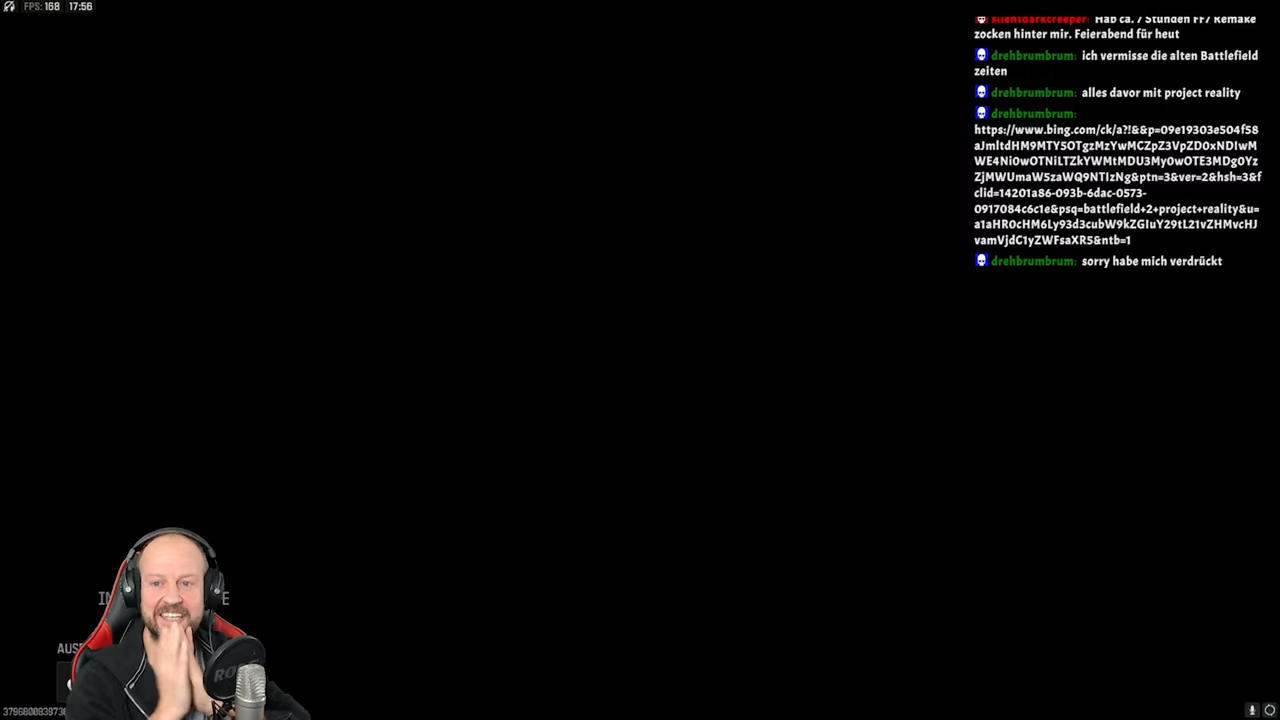 FPS: 168 17:56
silentdarkcreeper: Hab ca. 7 Stunden FF7 Remake
zocken hinter mir. Feierabend für heut
drehbrumbrum: ich vermisse die alten Battlefield
zeiten
drehbrumbrum: alles davor mit project reality
drehbrumbrum:
https://www.bing.com/ck/a?!&&p=09e19303e504f58
aJmltdHM9MTY5OTgzMzYwMCZpZ3VpZD0xNDIwM
WE4Ni0wOTNiLTZkYWMtMDU3My0wOTE3MDg0Yz
ZjMWUmaW5zaWQ9NTIzNg&ptn=3&ver=2&hsh=3&f
clid=14201a86-093b-6dac-0573-
0917084c6c1e&psq=battlefield+2+project+reality&u=
a1aHR0cHM6Ly93d3cubW9kZGIuY29tL21vZHMvcHJ
vamVjdC1yZWFsaXR5&ntb=1
drehbrumbrum: sorry habe mich verdrückt
RØDE